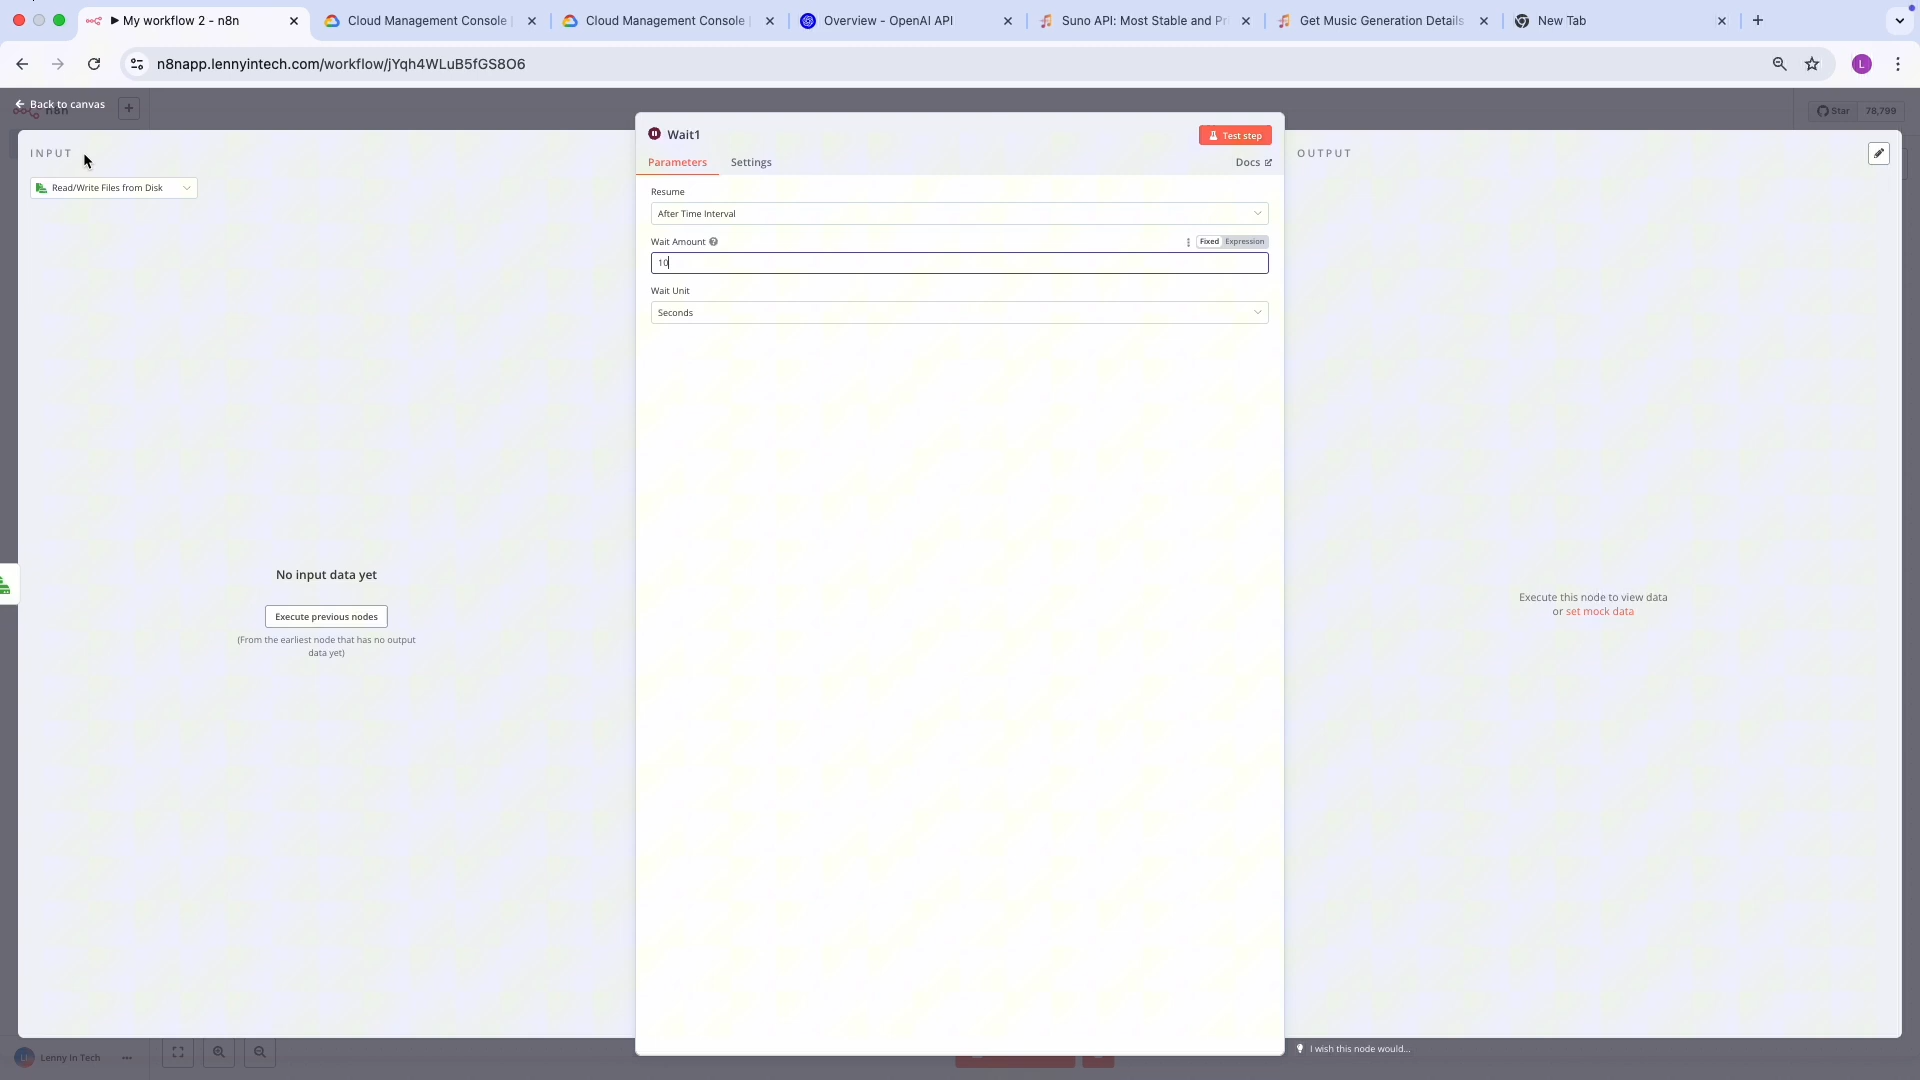 My workflow 2 - n8n
Cloud Management Console
Cloud Management Console
Overview - OpenAI API
Suno API: Most Stable and Pr
Get Music Generation Details
New Tab
n8napp.lennyintech.com/workflow/jYqh4WLuB5fGS8O6
L
Back to canvas
n8n
Star 78,799
INPUT
Wait1
Test step
OUTPUT
Parameters
Settings
Docs
Read/Write Files from Disk
Resume
After Time Interval
Wait Amount
Fixed Expression
10
Wait Unit
Seconds
No input data yet
Execute previous nodes
(From the earliest node that has no output
data yet)
Execute this node to view data
or set mock data
LI
Lenny In Tech
I wish this node would...